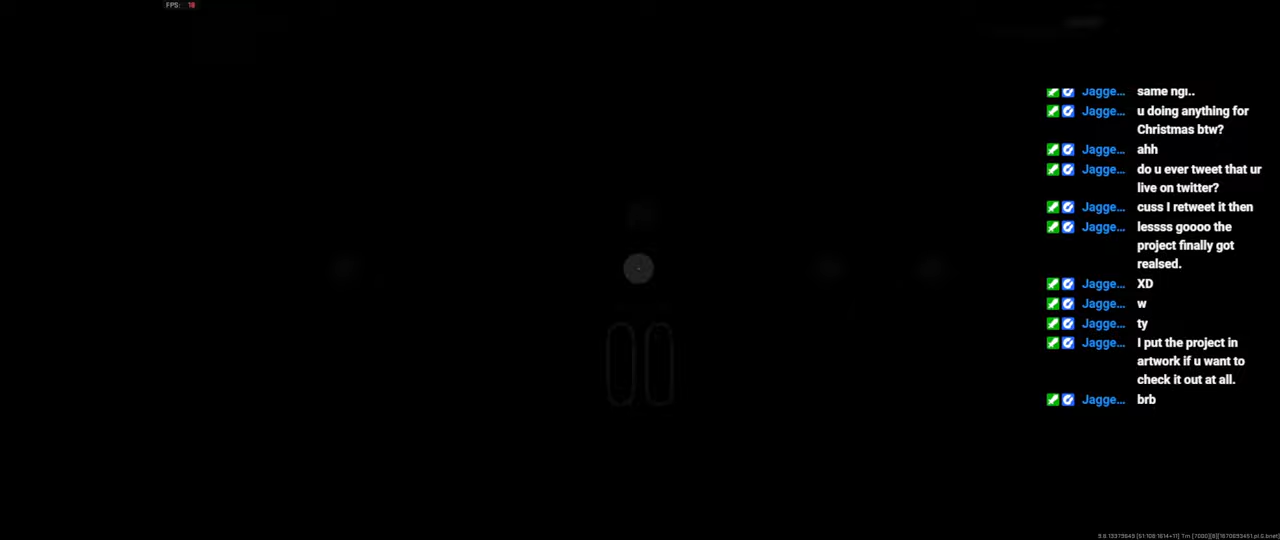 FPS: 18
Jagge... same ngl..
Jagge... u doing anything for
Christmas btw?
Jagge... ahh
Jagge... do u ever tweet that ur
live on twitter?
Jagge... cuss I retweet it then
Jagge... lessss goooo the
project finally got
realsed.
Jagge... XD
Jagge... w
Jagge... ty
Jagge... I put the project in
artwork if u want to
check it out at all.
Jagge... brb